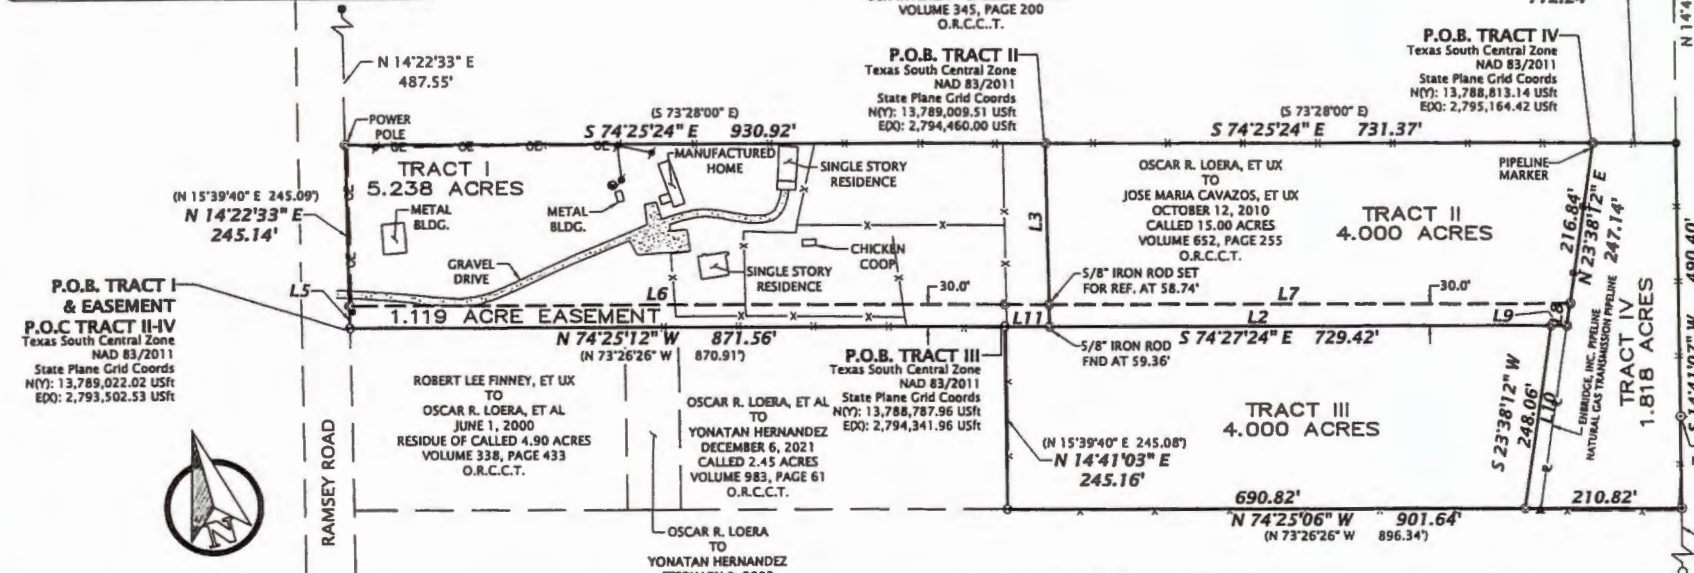 VOLUME 345, PAGE 200
O.R.C.C..T.
N 14°22'33" E
487.55'
P.O.B. TRACT II
Texas South Central Zone
NAD 83/2011
State Plane Grid Coords
N(Y): 13,789,009.51 USft
E(X): 2,794,460.00 USft
P.O.B. TRACT IV
Texas South Central Zone
NAD 83/2011
State Plane Grid Coords
N(Y): 13,788,813.14 USft
E(X): 2,795,164.42 USft
N 14°4
POWER
POLE
(S 73°28'00" E)
S 74°25'24" E 930.92'
(S 73°28'00" E)
S 74°25'24" E 731.37'
OE OE OE OE
TRACT I
5.238 ACRES
MANUFACTURED
HOME
SINGLE STORY
RESIDENCE
OSCAR R. LOERA, ET UX
TO
JOSE MARIA CAVAZOS, ET UX
OCTOBER 12, 2010
CALLED 15.00 ACRES
VOLUME 652, PAGE 255
O.R.C.C.T.
PIPELINE
MARKER
(N 15°39'40" E 245.09')
N 14°22'33" E
245.14'
OE
OE
METAL
BLDG.
METAL
BLDG.
L3
TRACT II
4.000 ACRES
216.84'
N 23°38'12" E
247.14'
CHICKEN
COOP
GRAVEL
DRIVE
SINGLE STORY
RESIDENCE
5/8" IRON ROD SET
FOR REF. AT 58.74'
490.40'
P.O.B. TRACT I
& EASEMENT
P.O.C TRACT II-IV
Texas South Central Zone
NAD 83/2011
State Plane Grid Coords
N(Y): 13,789,022.02 USft
E(X): 2,793,502.53 USft
L5
L6
30.0'
L7
30.0'
1.119 ACRE EASEMENT
L11
L2
L9
L8
N 74°25'12" W 871.56'
(N 73°26'26" W 870.91')
S 74°27'24" E 729.42'
5/8" IRON ROD
FND AT 59.36'
P.O.B. TRACT III
Texas South Central Zone
NAD 83/2011
State Plane Grid Coords
N(Y): 13,788,787.96 USft
E(X): 2,794,341.96 USft
ROBERT LEE FINNEY, ET UX
TO
OSCAR R. LOERA, ET AL
JUNE 1, 2000
RESIDUE OF CALLED 4.90 ACRES
VOLUME 338, PAGE 433
O.R.C.C.T.
OSCAR R. LOERA, ET AL
TO
YONATAN HERNANDEZ
DECEMBER 6, 2021
CALLED 2.45 ACRES
VOLUME 983, PAGE 61
O.R.C.C.T.
TRACT III
4.000 ACRES
S 23°38'12" W
248.06'
L10
ENBRIDGE, INC. PIPELINE
NATURAL GAS TRANSMISSION PIPELINE
TRACT IV
1.818 ACRES
(N 15°39'40" E 245.08')
N 14°41'03" E
245.16'
S 14°41'07" W
RAMSEY ROAD
N
690.82'
210.82'
N 74°25'06" W 901.64'
(N 73°26'26" W 896.34')
OSCAR R. LOERA
TO
YONATAN HERNANDEZ